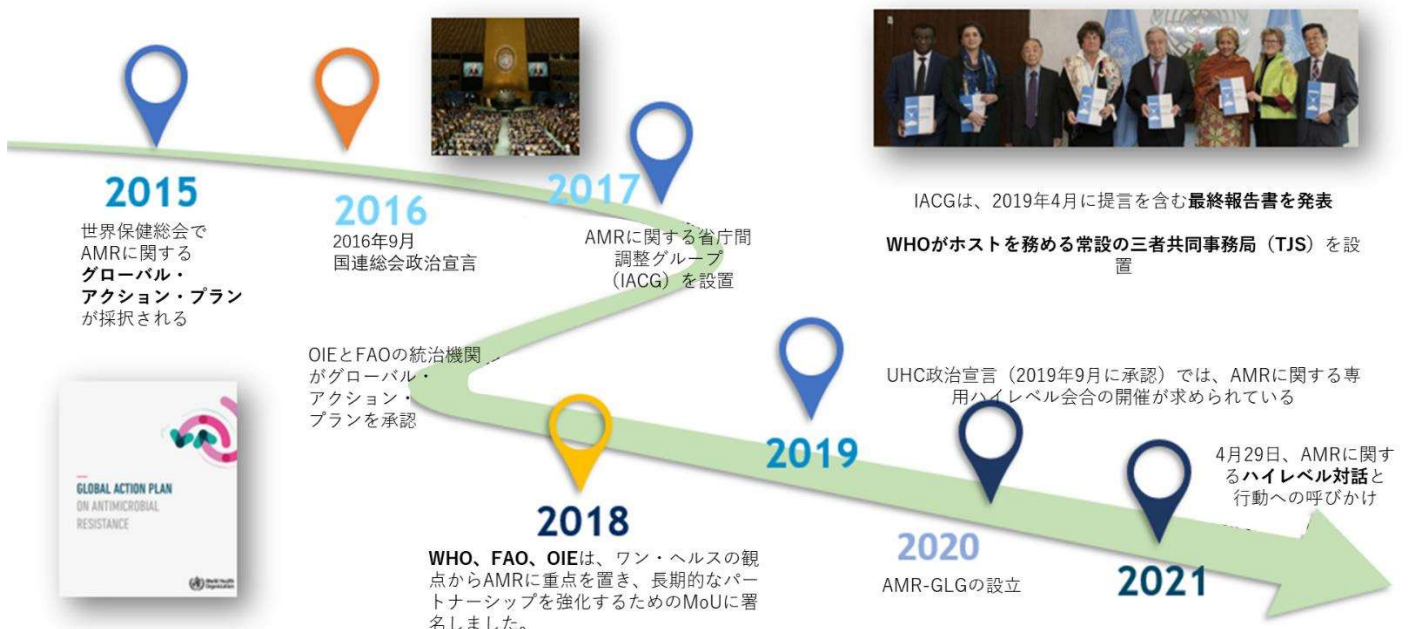 2015
世界保健総会で
AMRに関する
グローバル・
アクション・プラン
が採択される
2016
2016年9月
国連総会政治宣言
2017
AMRに関する省庁間
調整グループ
（IACG）を設置
IACGは、2019年4月に提言を含む最終報告書を発表
WHOがホストを務める常設の三者共同事務局（TJS）を設
置
OIEとFAOの統治機関
がグローバル・
アクション・
プランを承認
GLOBAL ACTION PLAN
ON ANTIMICROBIAL
RESISTANCE
World Health
Organization
2018
WHO、FAO、OIEは、ワン・ヘルスの観
点からAMRに重点を置き、長期的なパー
トナーシップを強化するためのMoUに署
名しました。
2019
UHC政治宣言（2019年9月に承認）では、AMRに関する専
用ハイレベル会合の開催が求められている
2020
AMR-GLGの設立
2021
4月29日、AMRに関す
るハイレベル対話と
行動への呼びかけ